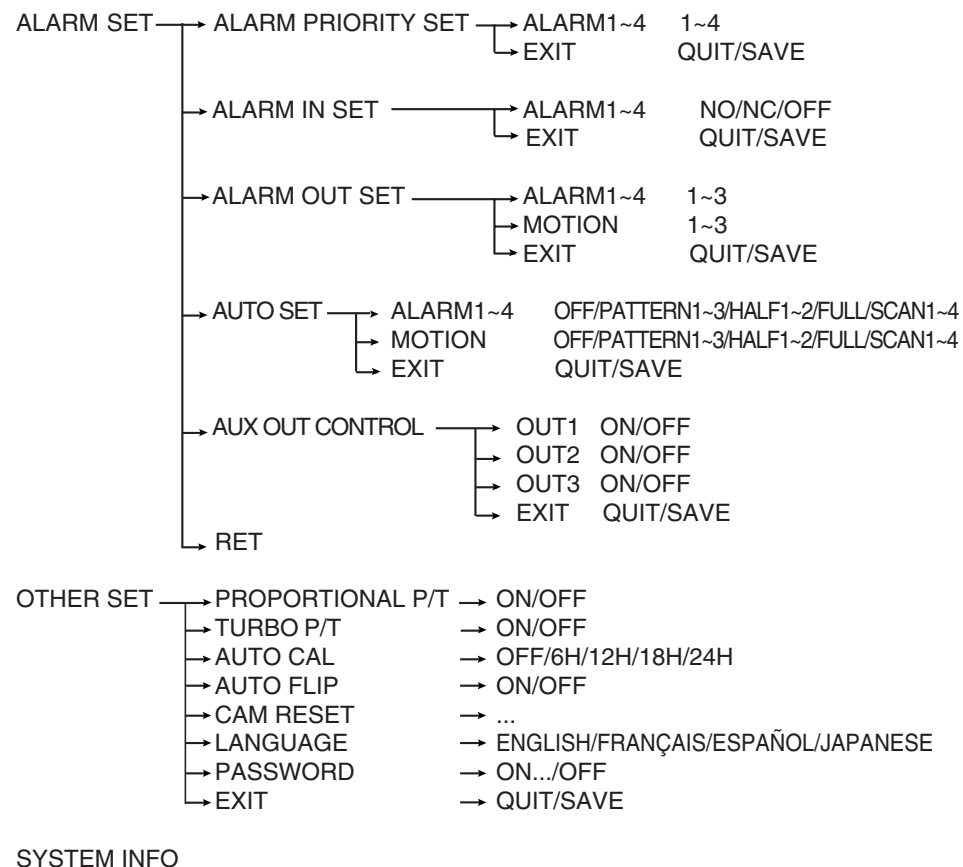 ALARM SET ALARM PRIORITY SET ALARM1~4 1~4
EXIT QUIT/SAVE
ALARM IN SET ALARM1~4 NO/NC/OFF
EXIT QUIT/SAVE
ALARM OUT SET ALARM1~4 1~3
MOTION 1~3
EXIT QUIT/SAVE
AUTO SET ALARM1~4 OFF/PATTERN1~3/HALF1~2/FULL/SCAN1~4
MOTION OFF/PATTERN1~3/HALF1~2/FULL/SCAN1~4
EXIT QUIT/SAVE
AUX OUT CONTROL OUT1 ON/OFF
OUT2 ON/OFF
OUT3 ON/OFF
EXIT QUIT/SAVE
RET
OTHER SET PROPORTIONAL P/T ON/OFF
TURBO P/T ON/OFF
AUTO CAL OFF/6H/12H/18H/24H
AUTO FLIP ON/OFF
CAM RESET ...
LANGUAGE ENGLISH/FRANÇAIS/ESPAÑOL/JAPANESE
PASSWORD ON.../OFF
EXIT QUIT/SAVE
SYSTEM INFO